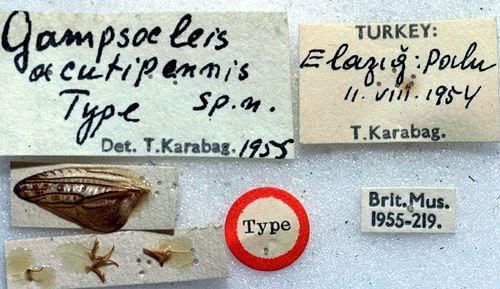 Gampsocleis
acutipennis
Type sp.n.
Det. T.Karabag. 1955
TURKEY:
Elazığ: Palu
11. VIII. 1954
T.Karabag.
Type
Brit.Mus.
1955-219.